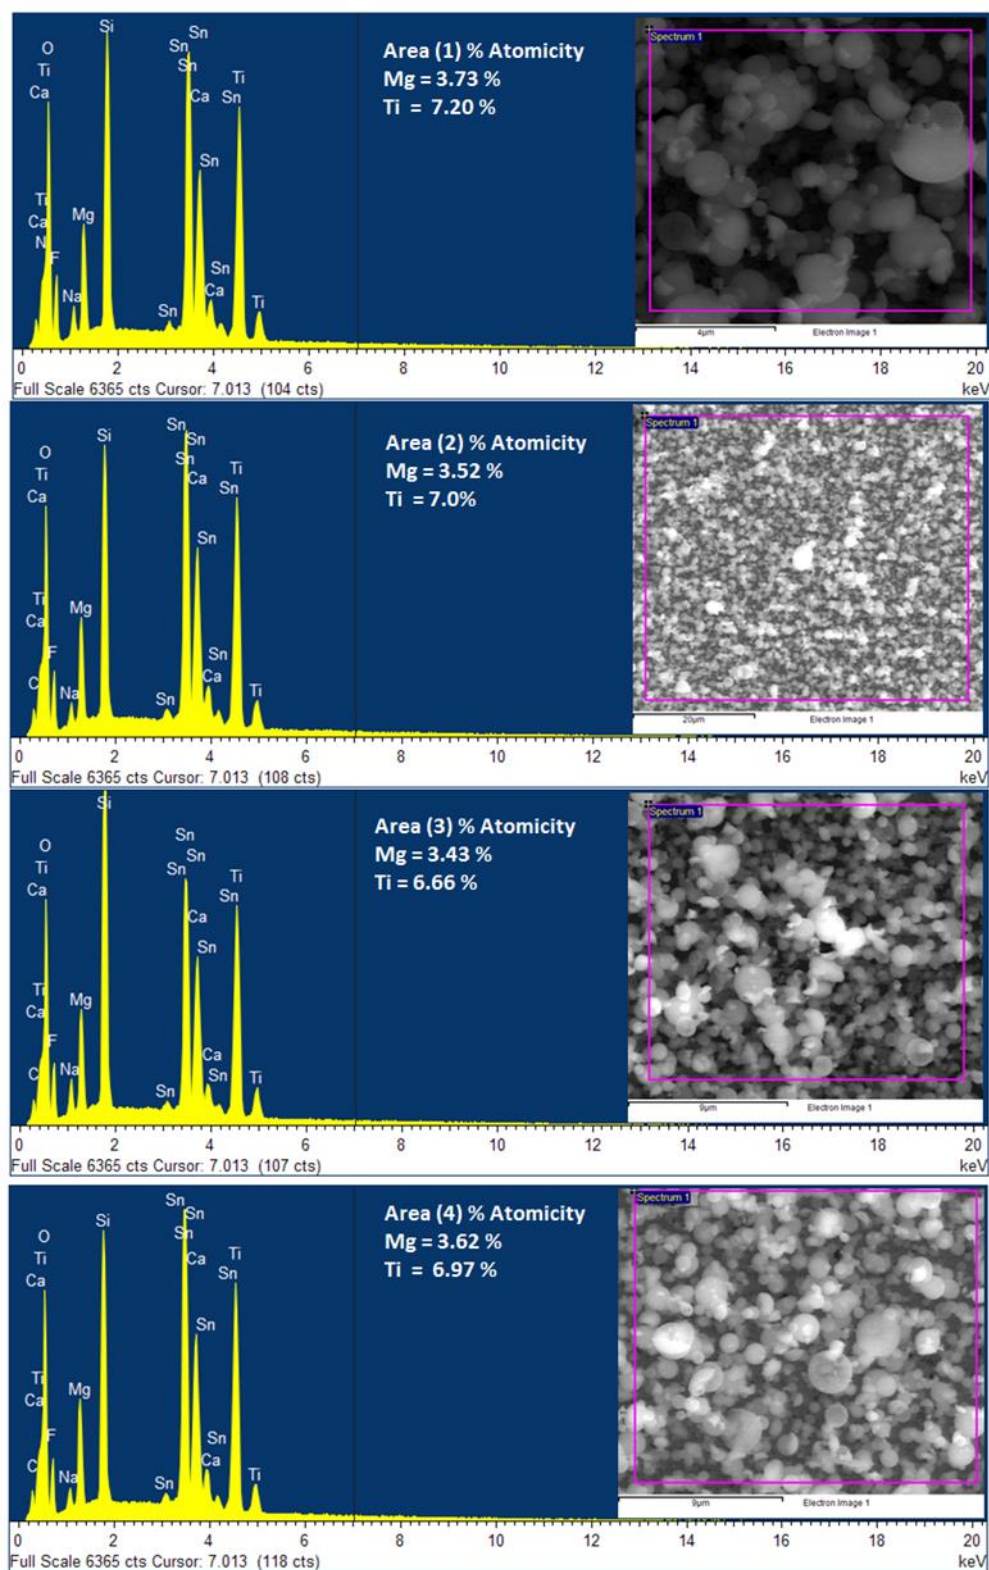 Si
O
Ti
Ca
Sn
Sn
Sn
Ca
Ti
Sn
Sn
Ti
Ca
N
F
Mg
Na
Sn
Sn
Ca
Ti
Area (1) % Atomicity
Mg = 3.73 %
Ti = 7.20 %
Spectrum 1
4µm Electron Image 1
0 2 4 6 8 10 12 14 16 18 20
Full Scale 6365 cts Cursor: 7.013 (104 cts) keV
O
Ti
Ca
Si
Sn
Sn
Sn
Ca
Ti
Sn
Sn
Ti
Ca
F
C
Na
Mg
Sn
Sn
Ca
Ti
Area (2) % Atomicity
Mg = 3.52 %
Ti = 7.0%
Spectrum 1
20µm Electron Image 1
0 2 4 6 8 10 12 14 16 18 20
Full Scale 6365 cts Cursor: 7.013 (108 cts) keV
Si
O
Ti
Ca
Sn
Sn
Sn
Ca
Sn
Ti
Sn
Ti
Ca
F
C
Na
Mg
Sn
Ca
Sn
Ti
Area (3) % Atomicity
Mg = 3.43 %
Ti = 6.66 %
Spectrum 1
9µm Electron Image 1
0 2 4 6 8 10 12 14 16 18 20
Full Scale 6365 cts Cursor: 7.013 (107 cts) keV
O
Ti
Ca
Si
Sn
Sn
Sn
Ca
Ti
Sn
Sn
Ti
Ca
F
C
Na
Mg
Sn
Sn
Ca
Ti
Area (4) % Atomicity
Mg = 3.62 %
Ti = 6.97 %
Spectrum 1
9µm Electron Image 1
0 2 4 6 8 10 12 14 16 18 20
Full Scale 6365 cts Cursor: 7.013 (118 cts) keV